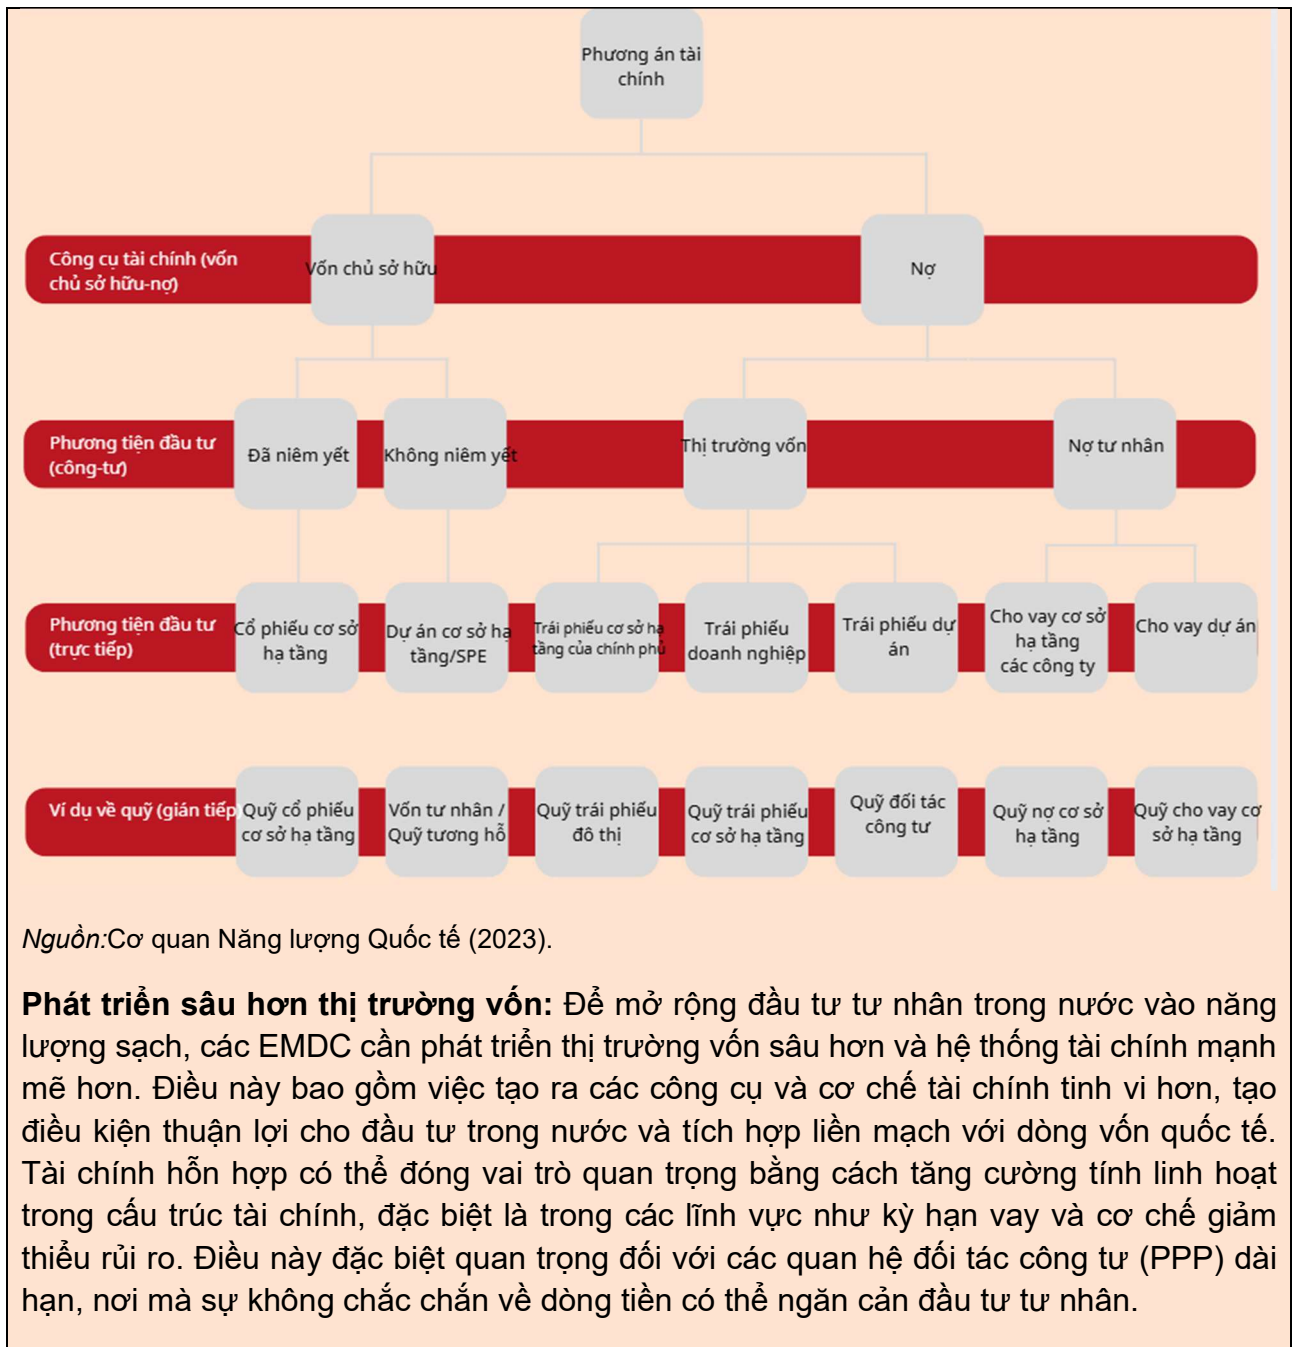 Phương án tài
chính
Công cụ tài chính (vốn
chủ sở hữu-nợ)
Vốn chủ sở hữu
Nợ
Phương tiện đầu tư
(công-tư)
Đã niêm yết
Không niêm yết
Thị trường vốn
Nợ tư nhân
Phương tiện đầu tư
(trực tiếp)
Cổ phiếu cơ sở
hạ tầng
Dự án cơ sở hạ
tầng/SPE
Trái phiếu cơ sở hạ
tầng của chính phủ
Trái phiếu
doanh nghiệp
Trái phiếu dự
án
Cho vay cơ sở
hạ tầng
các công ty
Cho vay dự án
Ví dụ về quỹ (gián tiếp)
Quỹ cổ phiếu
cơ sở hạ tầng
Vốn tư nhân /
Quỹ tương hỗ
Quỹ trái phiếu
đô thị
Quỹ trái phiếu
cơ sở hạ tầng
Quỹ đối tác
công tư
Quỹ nợ cơ sở
hạ tầng
Quỹ cho vay cơ
sở hạ tầng
Nguồn:Cơ quan Năng lượng Quốc tế (2023).
Phát triển sâu hơn thị trường vốn: Để mở rộng đầu tư tư nhân trong nước vào năng
lượng sạch, các EMDC cần phát triển thị trường vốn sâu hơn và hệ thống tài chính mạnh
mẽ hơn. Điều này bao gồm việc tạo ra các công cụ và cơ chế tài chính tinh vi hơn, tạo
điều kiện thuận lợi cho đầu tư trong nước và tích hợp liền mạch với dòng vốn quốc tế.
Tài chính hỗn hợp có thể đóng vai trò quan trọng bằng cách tăng cường tính linh hoạt
trong cấu trúc tài chính, đặc biệt là trong các lĩnh vực như kỳ hạn vay và cơ chế giảm
thiểu rủi ro. Điều này đặc biệt quan trọng đối với các quan hệ đối tác công tư (PPP) dài
hạn, nơi mà sự không chắc chắn về dòng tiền có thể ngăn cản đầu tư tư nhân.